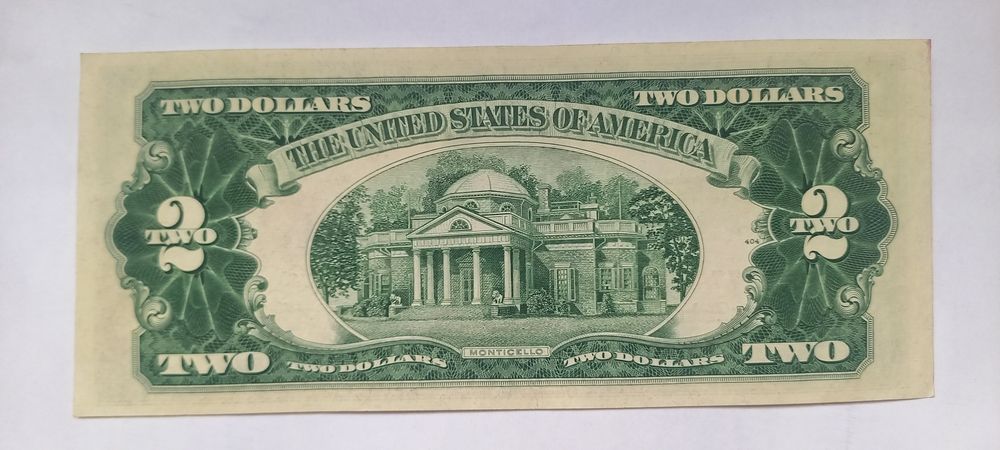 TWO DOLLARS
TWO DOLLARS
THE UNITED STATES OF AMERICA
2
TWO
2
TWO
404
MONTICELLO
TWO
TWO DOLLARS
TWO DOLLARS
TWO